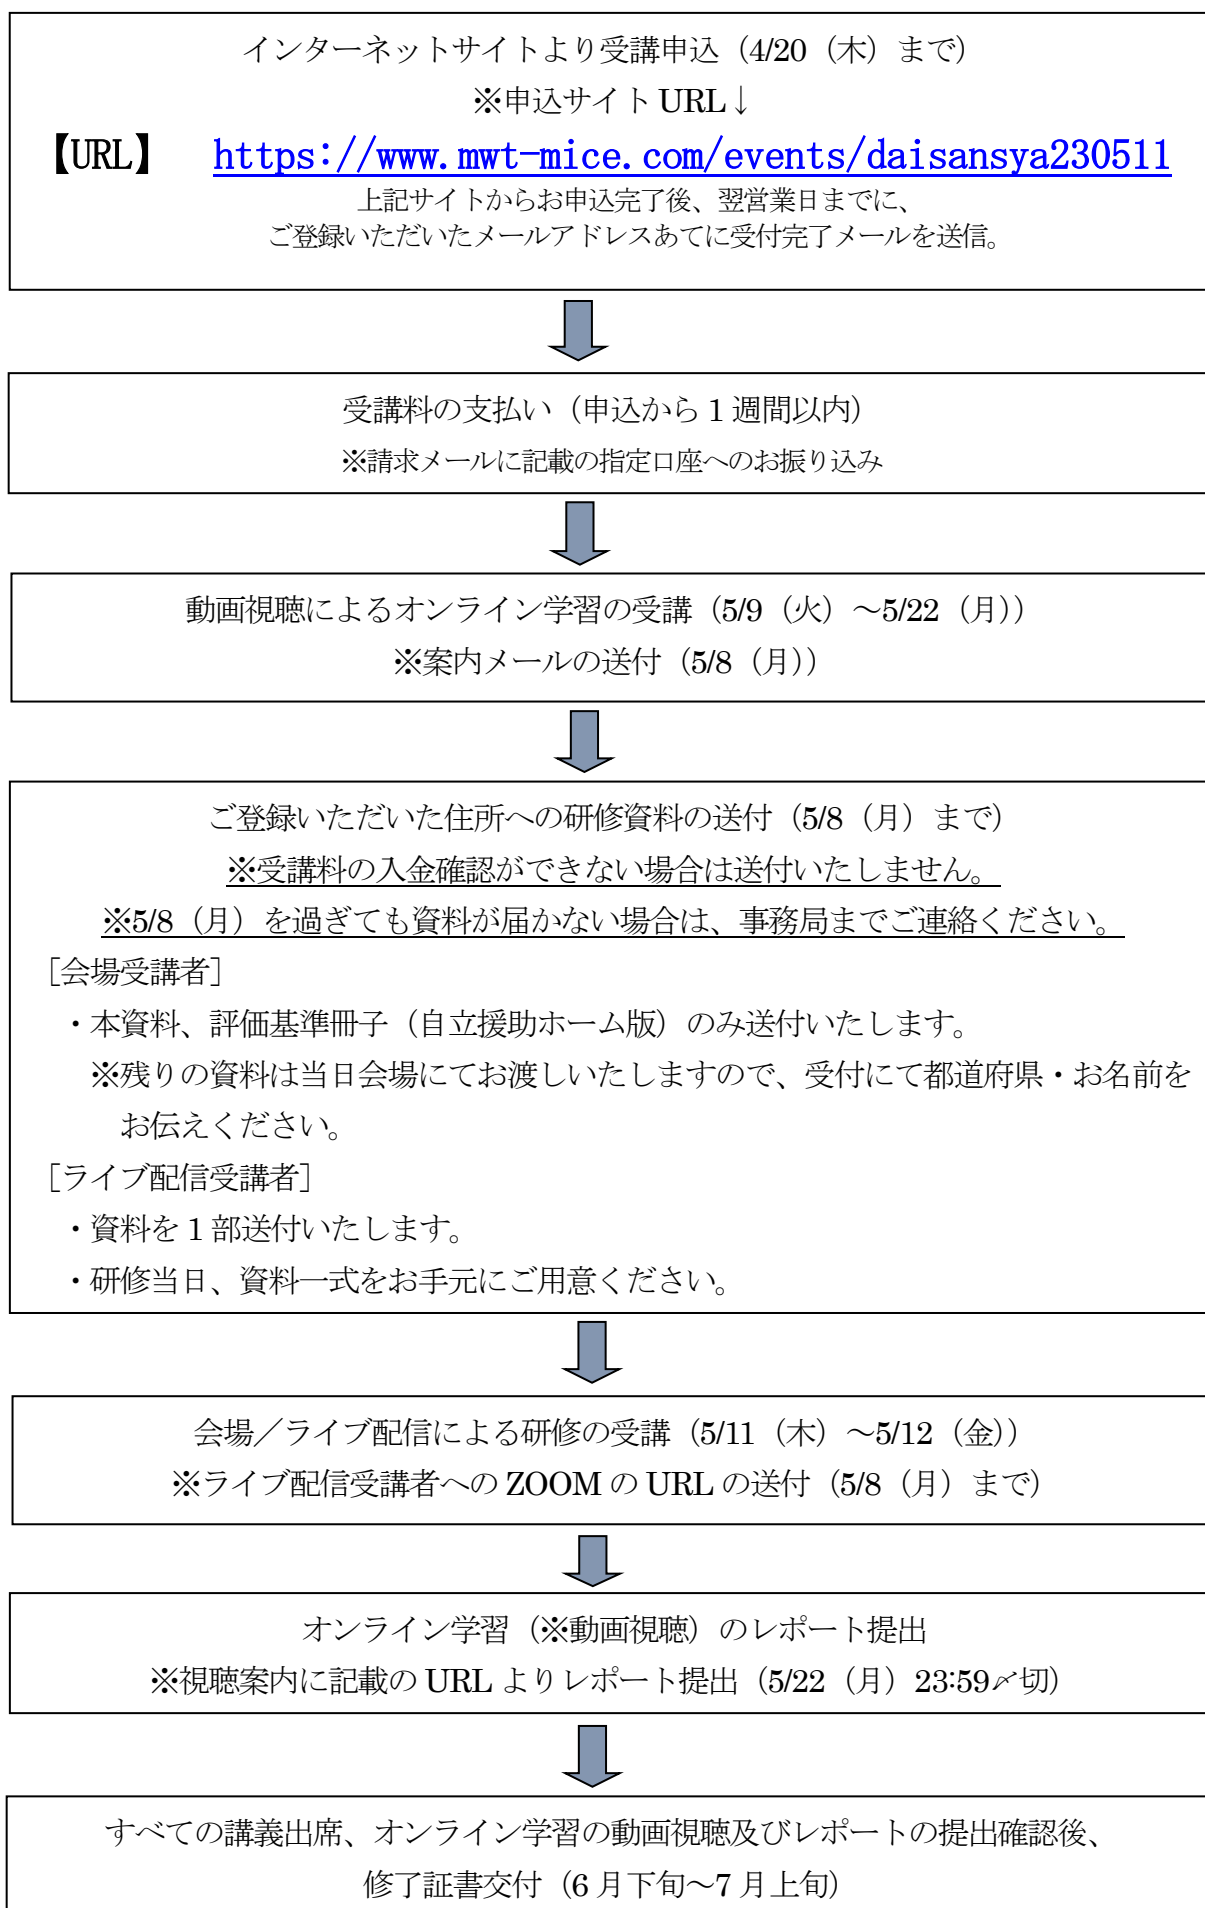 インターネットサイトより受講申込（4/20（木）まで）
※申込サイト URL↓
【URL】 https://www.mwt-mice.com/events/daisansya230511
上記サイトからお申込完了後、翌営業日までに、
ご登録いただいたメールアドレスあてに受付完了メールを送信。
受講料の支払い（申込から 1 週間以内）
※請求メールに記載の指定口座へのお振り込み
動画視聴によるオンライン学習の受講（5/9（火）～5/22（月））
※案内メールの送付（5/8（月））
ご登録いただいた住所への研修資料の送付（5/8（月）まで）
※受講料の入金確認ができない場合は送付いたしません。
※5/8（月）を過ぎても資料が届かない場合は、事務局までご連絡ください。
［会場受講者］
・本資料、評価基準冊子（自立援助ホーム版）のみ送付いたします。
※残りの資料は当日会場にてお渡しいたしますので、受付にて都道府県・お名前を
お伝えください。
［ライブ配信受講者］
・資料を 1 部送付いたします。
・研修当日、資料一式をお手元にご用意ください。
会場／ライブ配信による研修の受講（5/11（木）～5/12（金））
※ライブ配信受講者への ZOOM の URL の送付（5/8（月）まで）
オンライン学習（※動画視聴）のレポート提出
※視聴案内に記載の URL よりレポート提出（5/22（月）23:59〆切）
すべての講義出席、オンライン学習の動画視聴及びレポートの提出確認後、
修了証書交付（6 月下旬～7 月上旬）